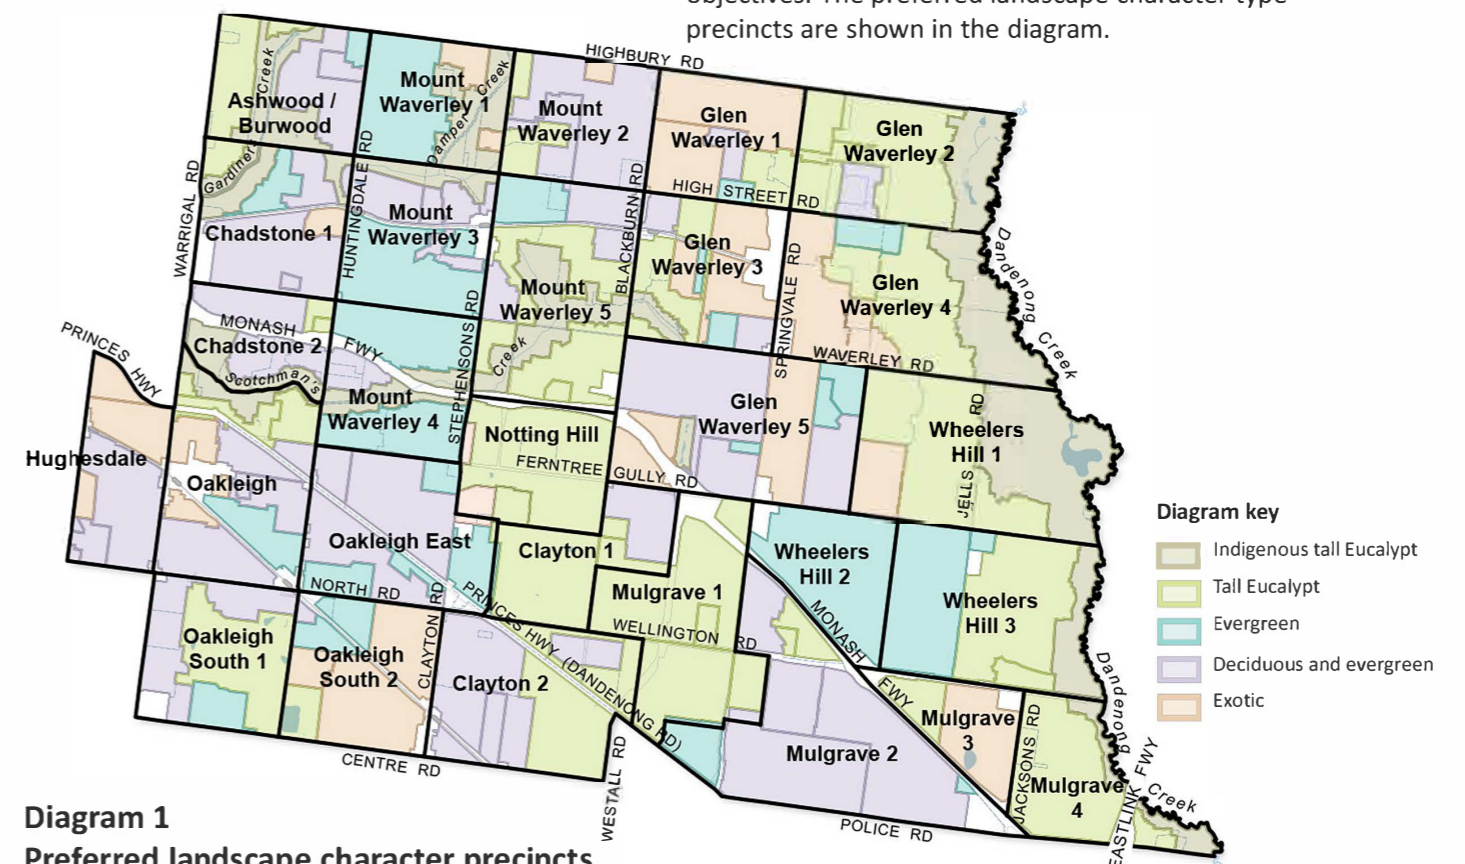 objectives. The preferred landscape character type
precincts are shown in the diagram.
HIGHBURY RD
Ashwood /
Burwood
Creek
Gardiners
Mount
Waverley 1
Damper Creek
Mount
Waverley 2
Glen
Waverley 1
Glen
Waverley 2
HIGH STREET RD
WARRIGAL RD
HUNTINGDALE RD
BLACKBURN RD
Chadstone 1
Mount
Waverley 3
Mount
Waverley 5
Glen
Waverley 3
SPRINGVALE RD
Glen
Waverley 4
Dandenong Creek
PRINCES HWY
MONASH FWY
Chadstone 2
Scotchman's
STEPHENSONS RD
Creek
WAVERLEY RD
Mount
Waverley 4
Notting Hill
Glen
Waverley 5
Wheelers
Hill 1
JELLS RD
Hughesdale
Oakleigh
FERNTREE GULLY RD
Oakleigh East
Clayton 1
Wheelers
Hill 2
Mulgrave 1
Wheelers
Hill 3
NORTH RD
PRINCES HWY (DANDENONG RD)
WELLINGTON RD
MONASH FWY
Oakleigh
South 1
Oakleigh
South 2
CLAYTON RD
Clayton 2
Mulgrave 2
Mulgrave
3
JACKSONS RD
Mulgrave
4
Dandenong Creek
EASTLINK FWY
CENTRE RD
WESTALL RD
POLICE RD
Diagram key
Indigenous tall Eucalypt
Tall Eucalypt
Evergreen
Deciduous and evergreen
Exotic
Diagram 1
Preferred landscape character precincts